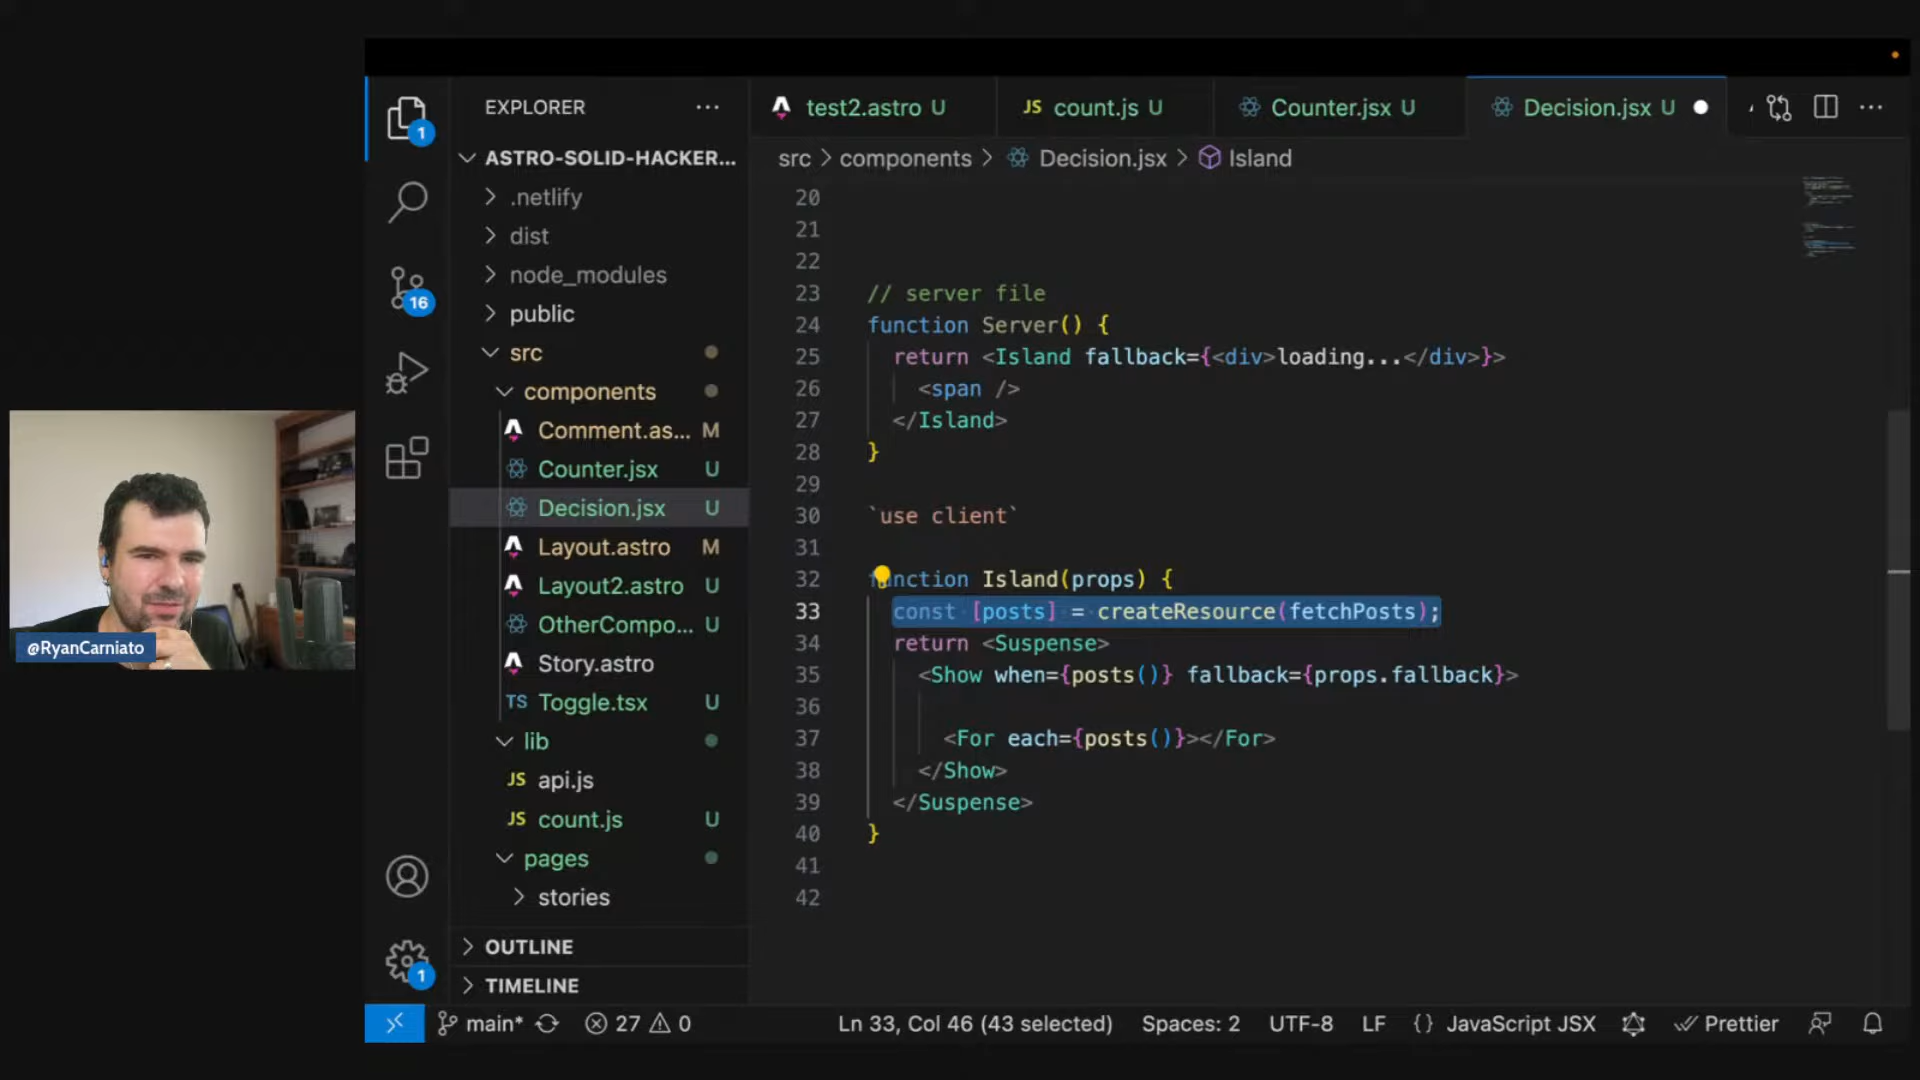 EXPLORER
ASTRO-SOLID-HACKER...
.netlify
dist
node_modules
public
src
components
Comment.as... M
Counter.jsx U
Decision.jsx U
Layout.astro M
Layout2.astro U
OtherCompo... U
Story.astro
TS Toggle.tsx U
lib
JS api.js
JS count.js U
pages
stories
OUTLINE
TIMELINE
1
16
1
@RyanCarniato
test2.astro U
JS count.js U
Counter.jsx U
Decision.jsx U
src > components > Decision.jsx > Island
20
21
22
23 // server file
24 function Server() {
25 return <Island fallback={<div>loading...</div>}>
26 <span />
27 </Island>
28 }
29
30 `use client`
31
32 function Island(props) {
33 const [posts] = createResource(fetchPosts);
34 return <Suspense>
35 <Show when={posts()} fallback={props.fallback}>
36
37 <For each={posts()}></For>
38 </Show>
39 </Suspense>
40 }
41
42
main* 27 0 Ln 33, Col 46 (43 selected) Spaces: 2 UTF-8 LF {} JavaScript JSX Prettier